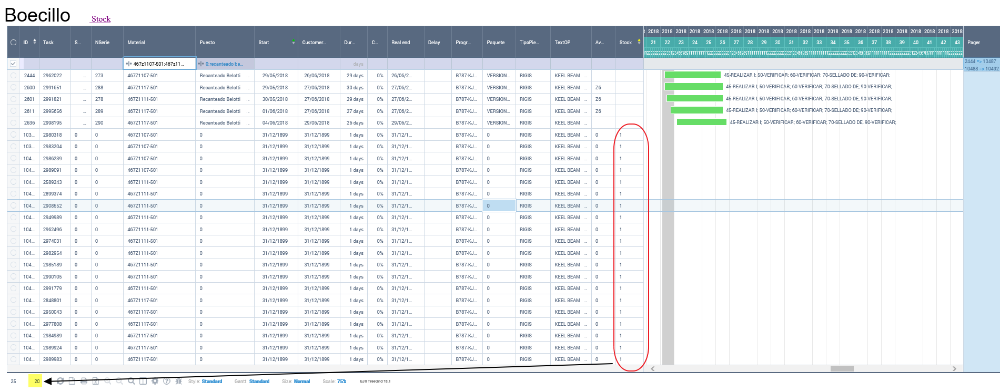 Boecillo Stock
ID Task S... NSerie Material Puesto Start Customer... Dur... C... Real end Delay Progr... Paquete TipoPie... TextOP Av... Stock 2018 2018 2018 2018 2018 2018 2018 2018 2018 2018 2018 2018 2018 2018 2018 2018 2018 2018 2018 2018 2018 2018 2018 Pager
21 22 23 24 25 26 27 28 29 30 31 32 33 34 35 36 37 38 39 40 41 42 43
467z1107-501;467z11... 0;recanteado be... days 2444 => 10487
10488 => 10492
2444 2962022 ... 273 467Z1107-501 Recanteado Belotti ... 29/05/2018 26/06/2018 29 days 0% 26/06/2... B787-KJ... VERSION... RIGIS KEEL BEAM ... 45-REALIZAR I; 50-VERIFICAR; 60-VERIFICAR; 70-SELLADO DE; 90-VERIFICAR;
2600 2991651 ... 288 467Z1117-501 Recanteado Belotti ... 29/05/2018 27/06/2018 30 days 0% 27/06/2... B787-KJ... VERSION... RIGIS KEEL BEAM ... Z6 45-REALIZAR I; 50-VERIFICAR; 60-VERIFICAR; 70-SELLADO DE; 90-VERIFICAR;
2601 2991821 ... 278 467Z1111-501 Recanteado Belotti ... 30/05/2018 27/06/2018 29 days 0% 27/06/2... B787-KJ... VERSION... RIGIS KEEL BEAM ... Z6 45-REALIZAR I; 50-VERIFICAR; 60-VERIFICAR; 70-SELLADO DE; 90-VERIFICAR;
2611 2995656 ... 289 467Z1117-501 Recanteado Belotti ... 01/06/2018 27/06/2018 27 days 0% 27/06/2... B787-KJ... VERSION... RIGIS KEEL BEAM ... Z6 45-REALIZAR I; 50-VERIFICAR; 60-VERIFICAR; 70-SELLADO DE; 90-VERIFICAR;
2636 2998195 ... 290 467Z1117-501 Recanteado Belotti ... 04/06/2018 29/06/2018 26 days 0% 29/06/2... B787-KJ... VERSION... RIGIS KEEL BEAM ... 45-REALIZAR I; 50-VERIFICAR; 60-VERIFICAR; 70-SELLADO DE; 90-VERIFICAR;
103... 2980318 0 0 467Z1107-501 0 31/12/1899 31/12/1899 1 days 0% 31/12/1... B787-KJ... 0 RIGIS KEEL BEAM ... 0 1
103... 2983204 0 0 467Z1107-501 0 31/12/1899 31/12/1899 1 days 0% 31/12/1... B787-KJ... 0 RIGIS KEEL BEAM ... 0 1
104... 2986239 0 0 467Z1107-501 0 31/12/1899 31/12/1899 1 days 0% 31/12/1... B787-KJ... 0 RIGIS KEEL BEAM ... 0 1
104... 2989091 0 0 467Z1107-501 0 31/12/1899 31/12/1899 1 days 0% 31/12/1... B787-KJ... 0 RIGIS KEEL BEAM ... 0 1
104... 2589243 0 0 467Z1111-501 0 31/12/1899 31/12/1899 1 days 0% 31/12/1... B787-KJ... 0 RIGIS KEEL BEAM ... 0 1
104... 2899374 0 0 467Z1111-501 0 31/12/1899 31/12/1899 1 days 0% 31/12/1... B787-KJ... 0 RIGIS KEEL BEAM ... 0 1
104... 2908552 0 0 467Z1111-501 0 31/12/1899 31/12/1899 1 days 0% 31/12/1... B787-KJ... 0 RIGIS KEEL BEAM ... 0 1
104... 2949989 0 0 467Z1111-501 0 31/12/1899 31/12/1899 1 days 0% 31/12/1... B787-KJ... 0 RIGIS KEEL BEAM ... 0 1
104... 2962496 0 0 467Z1111-501 0 31/12/1899 31/12/1899 1 days 0% 31/12/1... B787-KJ... 0 RIGIS KEEL BEAM ... 0 1
104... 2974031 0 0 467Z1111-501 0 31/12/1899 31/12/1899 1 days 0% 31/12/1... B787-KJ... 0 RIGIS KEEL BEAM ... 0 1
104... 2982954 0 0 467Z1111-501 0 31/12/1899 31/12/1899 1 days 0% 31/12/1... B787-KJ... 0 RIGIS KEEL BEAM ... 0 1
104... 2985189 0 0 467Z1111-501 0 31/12/1899 31/12/1899 1 days 0% 31/12/1... B787-KJ... 0 RIGIS KEEL BEAM ... 0 1
104... 2990105 0 0 467Z1111-501 0 31/12/1899 31/12/1899 1 days 0% 31/12/1... B787-KJ... 0 RIGIS KEEL BEAM ... 0 1
104... 2991779 0 0 467Z1111-501 0 31/12/1899 31/12/1899 1 days 0% 31/12/1... B787-KJ... 0 RIGIS KEEL BEAM ... 0 1
104... 2848801 0 0 467Z1117-501 0 31/12/1899 31/12/1899 1 days 0% 31/12/1... B787-KJ... 0 RIGIS KEEL BEAM ... 0 1
104... 2950043 0 0 467Z1117-501 0 31/12/1899 31/12/1899 1 days 0% 31/12/1... B787-KJ... 0 RIGIS KEEL BEAM ... 0 1
104... 2977808 0 0 467Z1117-501 0 31/12/1899 31/12/1899 1 days 0% 31/12/1... B787-KJ... 0 RIGIS KEEL BEAM ... 0 1
104... 2984989 0 0 467Z1117-501 0 31/12/1899 31/12/1899 1 days 0% 31/12/1... B787-KJ... 0 RIGIS KEEL BEAM ... 0 1
104... 2989924 0 0 467Z1117-501 0 31/12/1899 31/12/1899 1 days 0% 31/12/1... B787-KJ... 0 RIGIS KEEL BEAM ... 0 1
104... 2989983 0 0 467Z1117-501 0 31/12/1899 31/12/1899 1 days 0% 31/12/1... B787-KJ... 0 RIGIS KEEL BEAM ... 0 1
25 20 Style: Standard Gantt: Standard Size: Normal Scale: 75% EJS TreeGrid 13.1